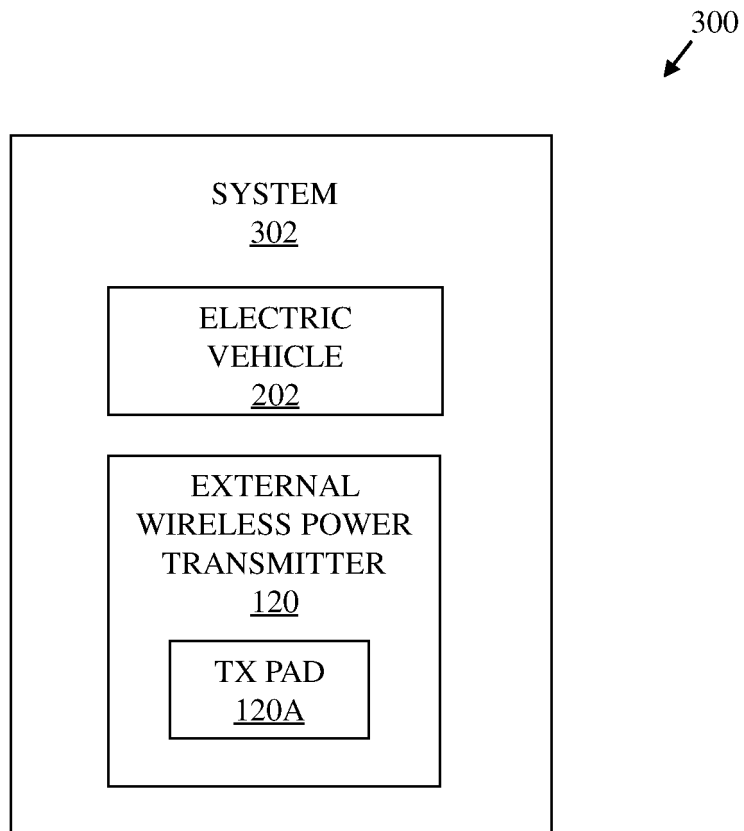 300
SYSTEM
302
ELECTRIC
VEHICLE
202
EXTERNAL
WIRELESS POWER
TRANSMITTER
120
TX PAD
120A